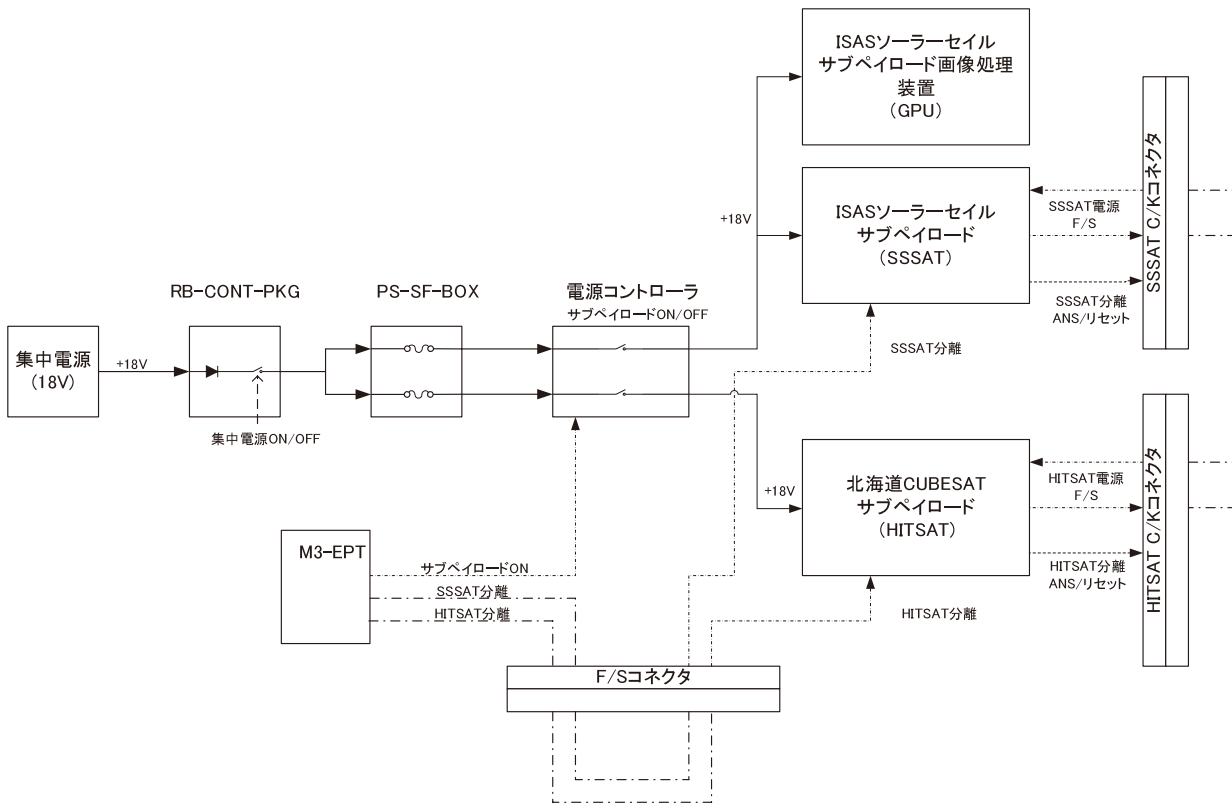 ISASソーラーセイル
サブペイロード画像処理
装置
(GPU)
ISASソーラーセイル
サブペイロード
(SSSAT)
+18V
SSSAT電源
F/S
SSSAT分離
ANS/リセット
SSSAT C/Kコネクタ
RB-CONT-PKG
PS-SF-BOX
電源コントローラ
サブペイロードON/OFF
SSSAT分離
集中電源
(18V)
+18V
集中電源ON/OFF
北海道CUBESAT
サブペイロード
(HITSAT)
+18V
HITSAT電源
F/S
HITSAT分離
ANS/リセット
HITSAT C/Kコネクタ
M3-EPT
サブペイロードON
SSSAT分離
HITSAT分離
HITSAT分離
F/Sコネクタ